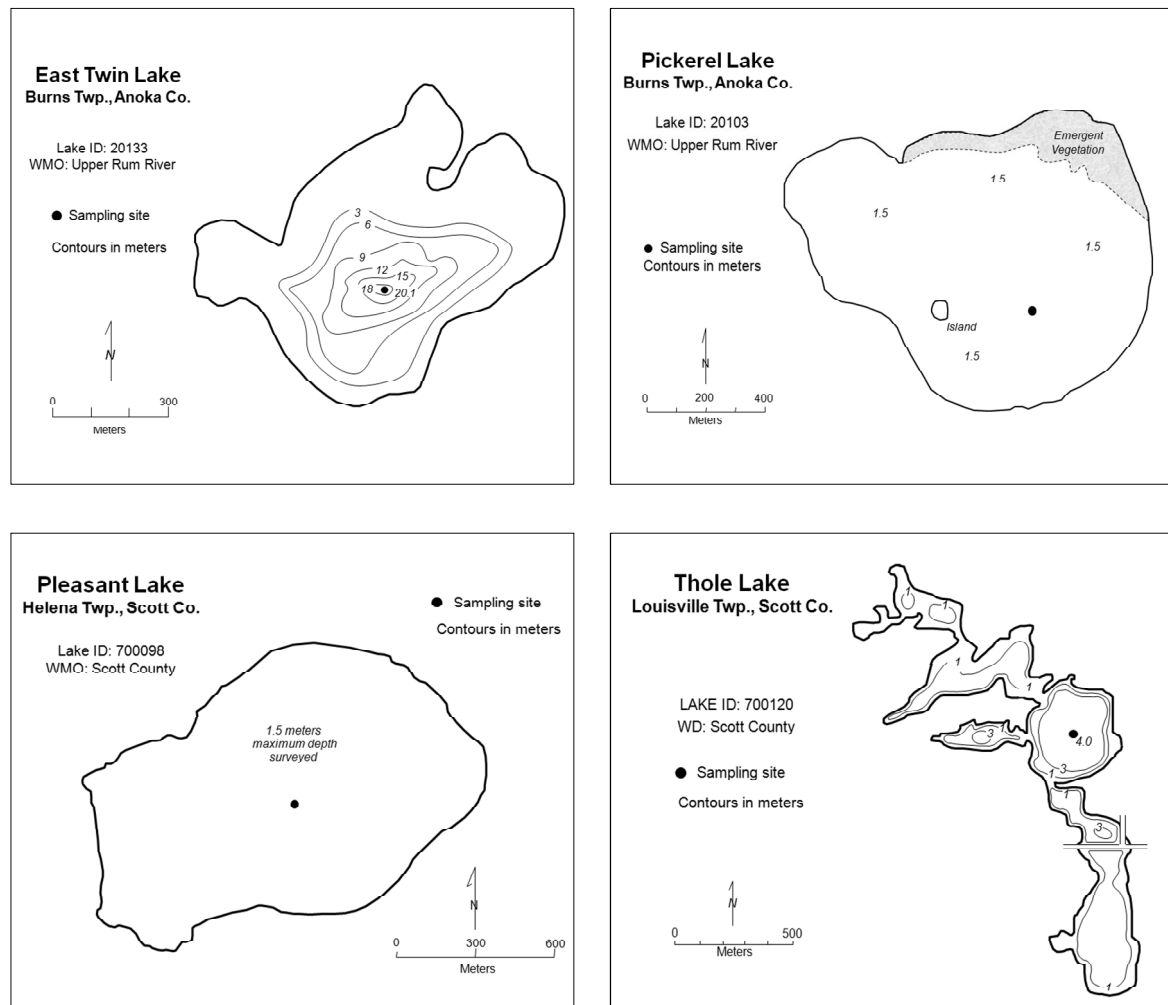 East Twin Lake
Burns Twp., Anoka Co.
Lake ID: 20133
WMO: Upper Rum River
Sampling site
Contours in meters
3
6
9
12
15
18
20.1
N
0
300
Meters
Pickerel Lake
Burns Twp., Anoka Co.
Lake ID: 20103
WMO: Upper Rum River
Emergent
Vegetation
1.5
1.5
1.5
Sampling site
Contours in meters
Island
1.5
N
0 200 400
Meters
Pleasant Lake
Helena Twp., Scott Co.
Sampling site
Contours in meters
Lake ID: 700098
WMO: Scott County
1.5 meters
maximum depth
surveyed
N
0 300 600
Meters
Thole Lake
Louisville Twp., Scott Co.
1
1
LAKE ID: 700120
WD: Scott County
Sampling site
Contours in meters
1
1
3
1
4.0
1
3
1
3
1
N
0 500
Meters